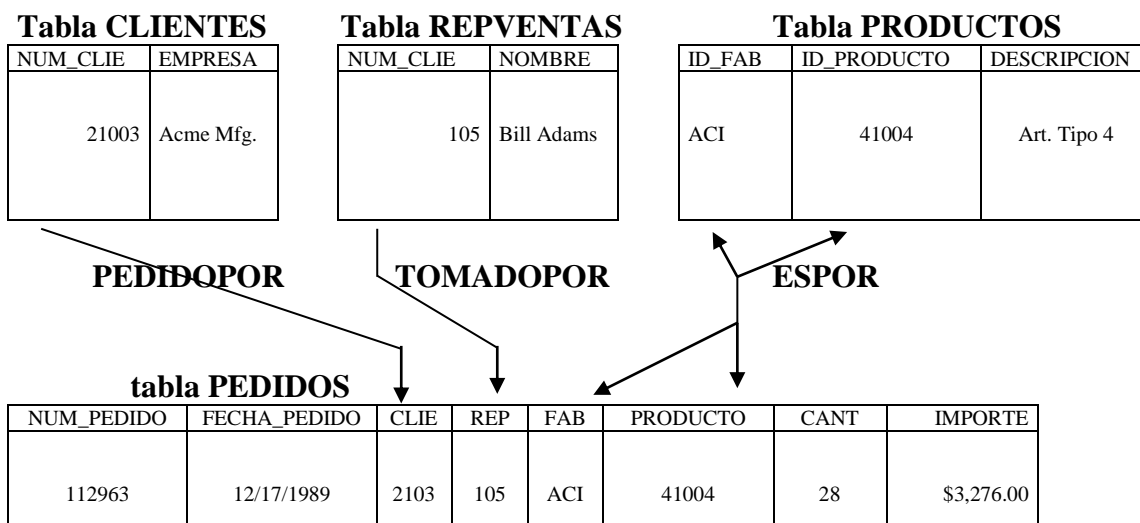 Tabla CLIENTES Tabla REPVENTAS Tabla PRODUCTOS
NUM_CLIE EMPRESA NUM_CLIE NOMBRE ID_FAB ID_PRODUCTO DESCRIPCION
21003 Acme Mfg. 105 Bill Adams ACI 41004 Art. Tipo 4
PEDIDOPOR TOMADOPOR ESPOR
tabla PEDIDOS
NUM_PEDIDO FECHA_PEDIDO CLIE REP FAB PRODUCTO CANT IMPORTE
112963 12/17/1989 2103 105 ACI 41004 28 $3,276.00